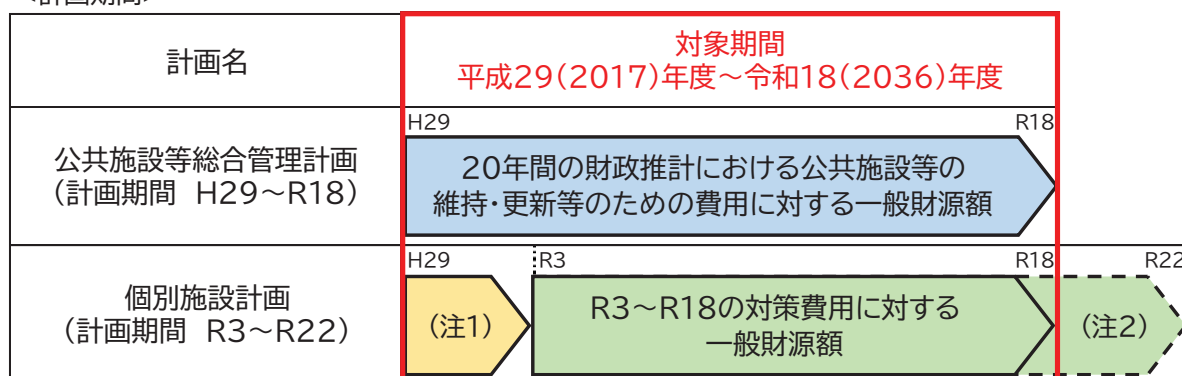 <計画期間>
計画名
対象期間
平成29(2017)年度~令和18(2036)年度
公共施設等総合管理計画
(計画期間 H29~R18)
H29
R18
20年間の財政推計における公共施設等の
維持・更新等のための費用に対する一般財源額
個別施設計画
(計画期間 R3~R22)
H29
R3
R18
R22
(注1)
R3~R18の対策費用に対する
一般財源額
(注2)